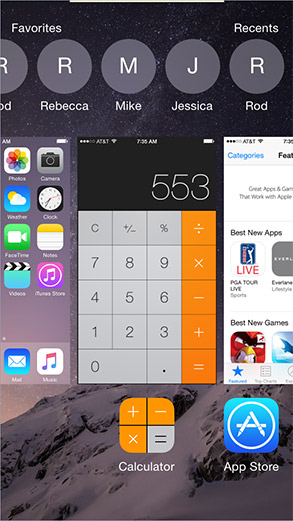 Favorites Recents
R R M J R
od Rebecca Mike Jessica Rod
AM 7:35 AM 7:35
AT&T AT&T
553
Categories Feat
Great Apps & Ga
That Work with Apple
Photos Camera
Weather Clock
FaceTime Notes
Videos iTunes Store
Mail Music
C +/− % ÷
7 8 9 ×
4 5 6 −
1 2 3 +
0 . =
Best New Apps
LIVE EVERLAN
PGA TOUR
LIVE
Sports
Everlane
Lifestyle
Best New Games
Featured Top Charts Exp
Calculator App Store